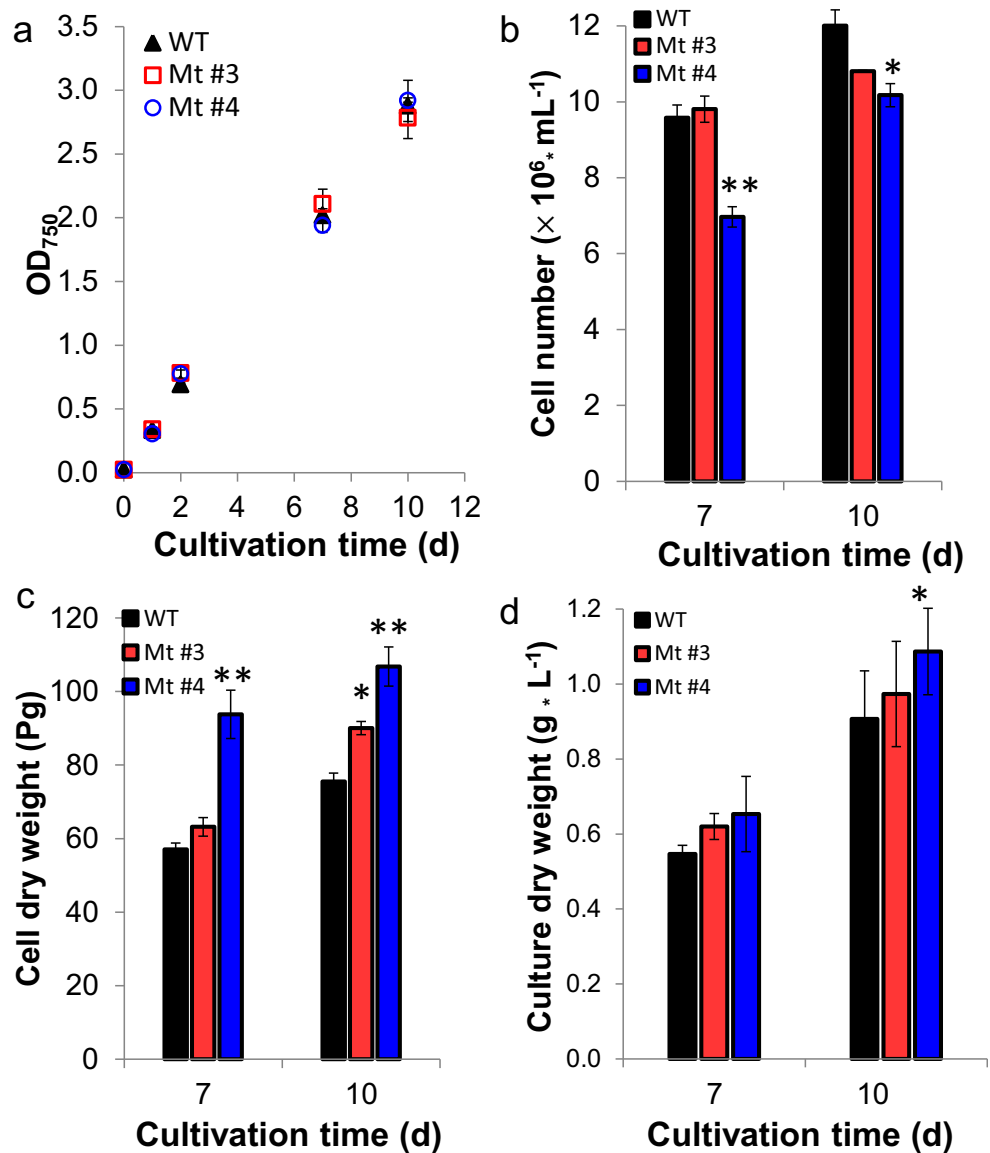 a
WT
Mt #3
Mt #4
3.5
3.0
2.5
2.0
1.5
1.0
0.5
0.0
OD750
0 2 4 6 8 10 12
Cultivation time (d)
b
WT
Mt #3
Mt #4
12
10
8
6
4
2
0
Cell number (× 10⁶* mL⁻¹)
**
*
7 10
Cultivation time (d)
c
WT
Mt #3
Mt #4
120
100
80
60
40
20
0
Cell dry weight (Pg)
**
*
**
7 10
Cultivation time (d)
d
WT
Mt #3
Mt #4
1.2
1.0
0.8
0.6
0.4
0.2
0.0
Culture dry weight (g * L⁻¹)
*
7 10
Cultivation time (d)